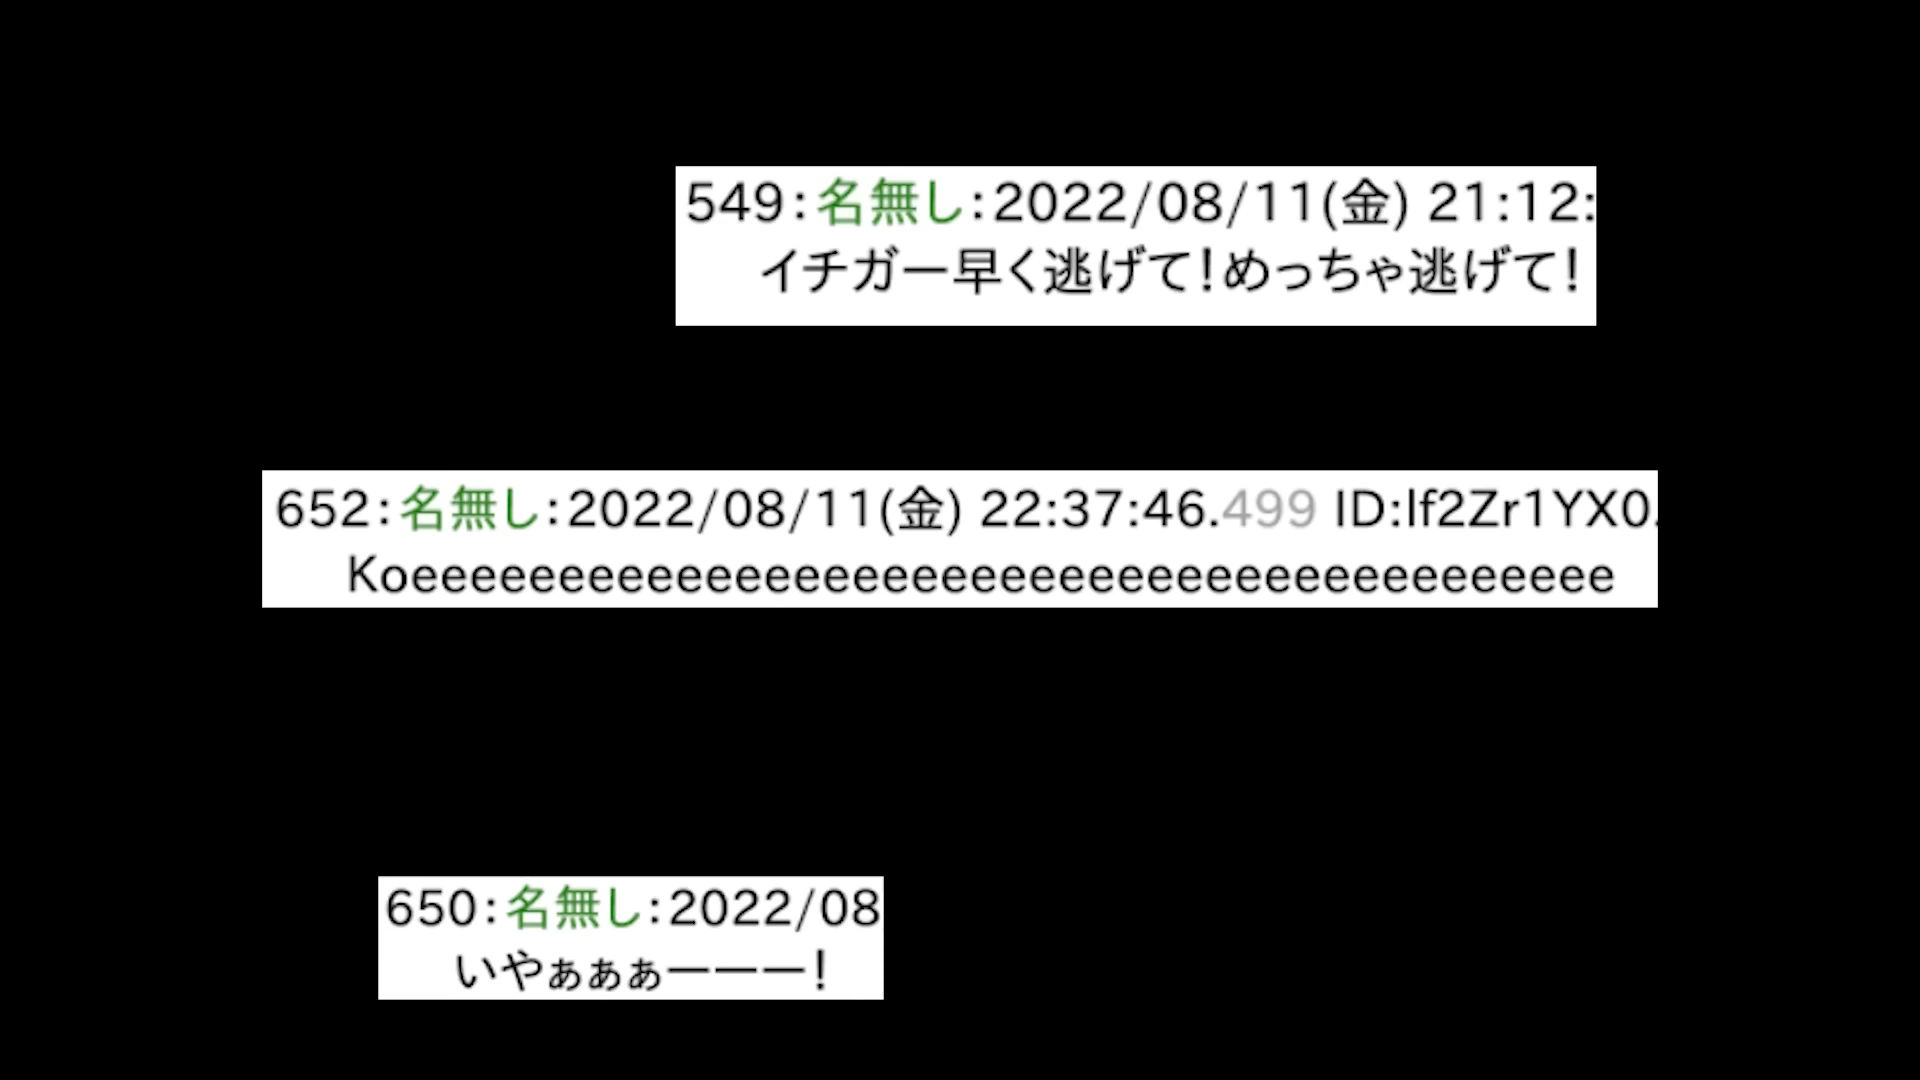 549：名無し：2022/08/11(金) 21:12:
イチガー早く逃げて！めっちゃ逃げて！
652：名無し：2022/08/11(金) 22:37:46.499 ID:lf2Zr1YX0.
Koeeeeeeeeeeeeeeeeeeeeeeeeeeeeeeeeeeeeeeeee
650：名無し：2022/08
いやぁぁぁーーー！